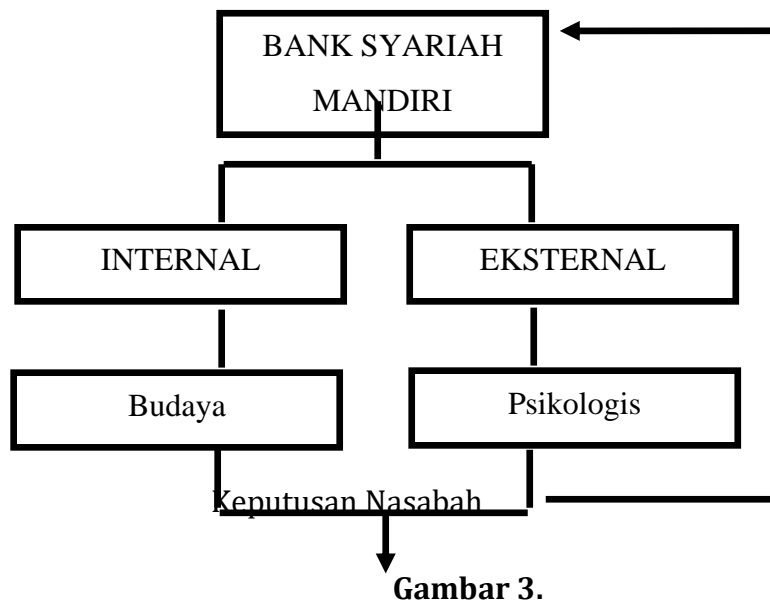 BANK SYARIAH
MANDIRI
INTERNAL
EKSTERNAL
Budaya
Psikologis
Keputusan Nasabah
Gambar 3.